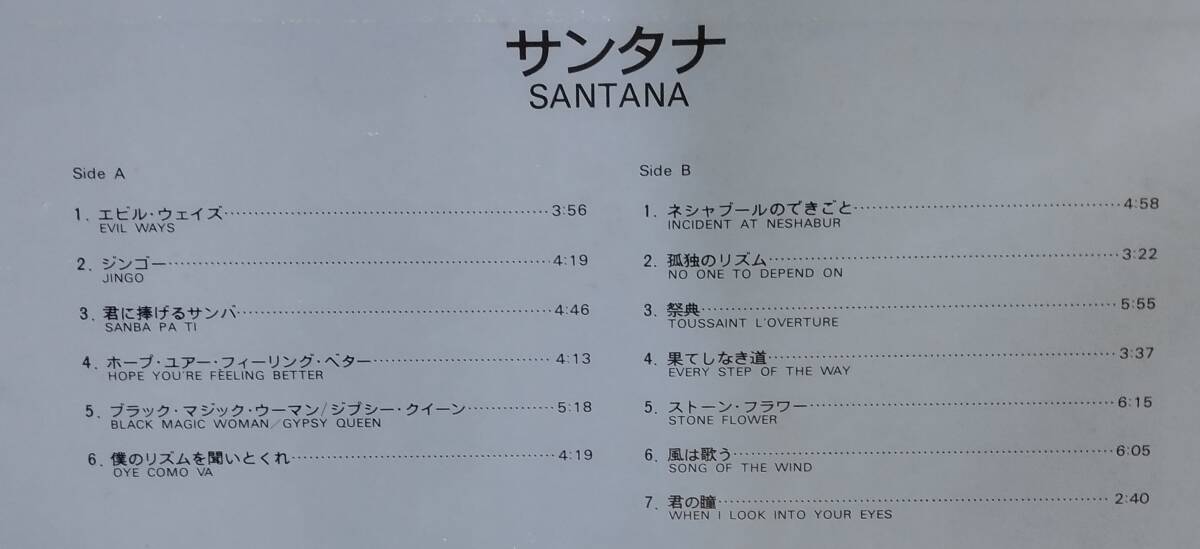 サンタナ
SANTANA
Side A
1. エビル・ウェイズ 3:56
EVIL WAYS
2. ジンゴー 4:19
JINGO
3. 君に捧げるサンバ 4:46
SANBA PA TI
4. ホープ・ユアー・フィーリング・ベター 4:13
HOPE YOU'RE FEELING BETTER
5. ブラック・マジック・ウーマン/ジプシー・クイーン 5:18
BLACK MAGIC WOMAN/GYPSY QUEEN
6. 僕のリズムを聞いとくれ 4:19
OYE COMO VA
Side B
1. ネシャブールのできごと 4:58
INCIDENT AT NESHABUR
2. 孤独のリズム 3:22
NO ONE TO DEPEND ON
3. 祭典 5:55
TOUSSAINT L'OVERTURE
4. 果てしなき道 3:37
EVERY STEP OF THE WAY
5. ストーン・フラワー 6:15
STONE FLOWER
6. 風は歌う 6:05
SONG OF THE WIND
7. 君の瞳 2:40
WHEN I LOOK INTO YOUR EYES